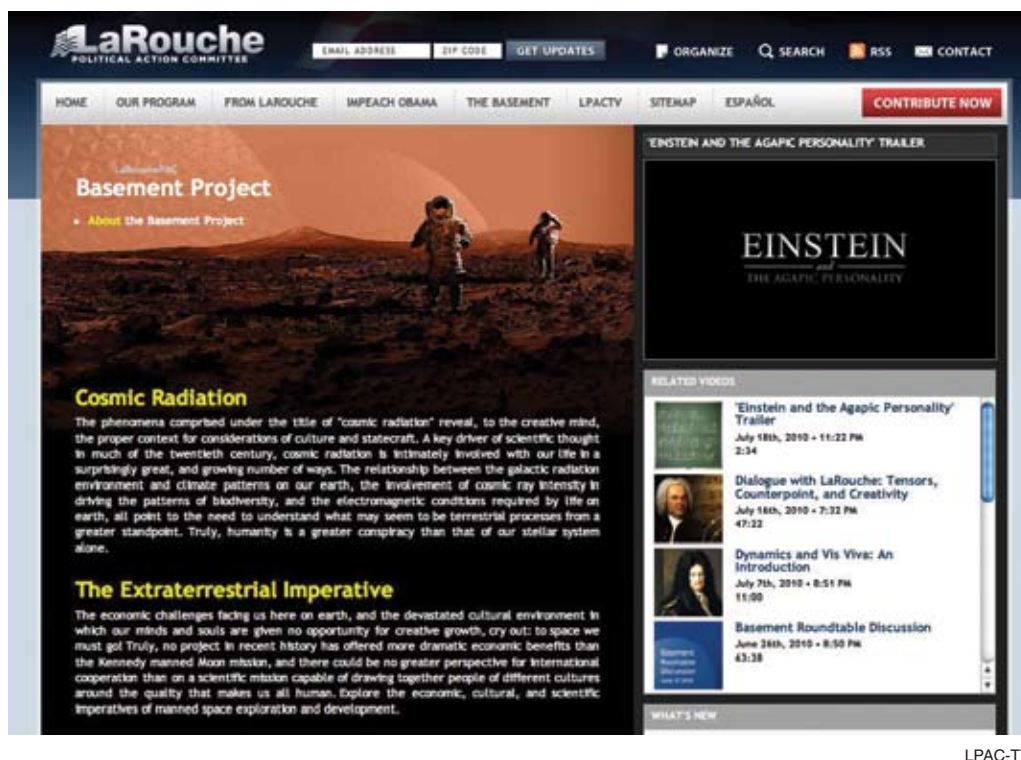 LaRouche
POLITICAL ACTION COMMITTEE
EMAIL ADDRESS
ZIP CODE
GET UPDATES
ORGANIZE
SEARCH
RSS
CONTACT
HOME
OUR PROGRAM
FROM LAROUCHE
IMPEACH OBAMA
THE BASEMENT
LPACTV
SITEMAP
ESPAÑOL
CONTRIBUTE NOW
LaRouchePAC
Basement Project
• About the Basement Project
Cosmic Radiation
The phenomena comprised under the title of "cosmic radiation" reveal, to the creative mind,
the proper context for considerations of culture and statecraft. A key driver of scientific thought
in much of the twentieth century, cosmic radiation is intimately involved with our life in a
surprisingly great, and growing number of ways. The relationship between the galactic radiation
environment and climate patterns on our earth, the involvement of cosmic ray intensity in
driving the patterns of biodiversity, and the electromagnetic conditions required by life on
earth, all point to the need to understand what may seem to be terrestrial processes from a
greater standpoint. Truly, humanity is a greater conspiracy than that of our stellar system
alone.
The Extraterrestrial Imperative
The economic challenges facing us here on earth, and the devastated cultural environment in
which our minds and souls are given no opportunity for creative growth, cry out: to space we
must go! Truly, no project in recent history has offered more dramatic economic benefits than
the Kennedy manned Moon mission, and there could be no greater perspective for international
cooperation than on a scientific mission capable of drawing together people of different cultures
around the quality that makes us all human. Explore the economic, cultural, and scientific
imperatives of manned space exploration and development.
'EINSTEIN AND THE AGAPIC PERSONALITY' TRAILER
EINSTEIN
and
THE AGAPIC PERSONALITY
RELATED VIDEOS
'Einstein and the Agapic Personality'
Trailer
July 18th, 2010 • 11:22 PM
2:34
Dialogue with LaRouche: Tensors,
Counterpoint, and Creativity
July 16th, 2010 • 7:32 PM
47:22
Dynamics and Vis Viva: An
Introduction
July 7th, 2010 • 8:51 PM
11:00
Basement
Roundtable
Discussion
Basement Roundtable Discussion
June 26th, 2010 • 8:50 PM
63:38
WHAT'S NEW
LPAC-T